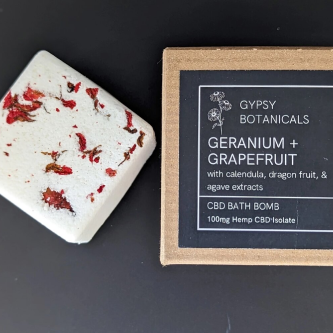 GYPSY
BOTANICALS
GERANIUM +
GRAPEFRUIT
with calendula, dragon fruit, &
agave extracts
CBD BATH BOMB
100mg Hemp CBD Isolate